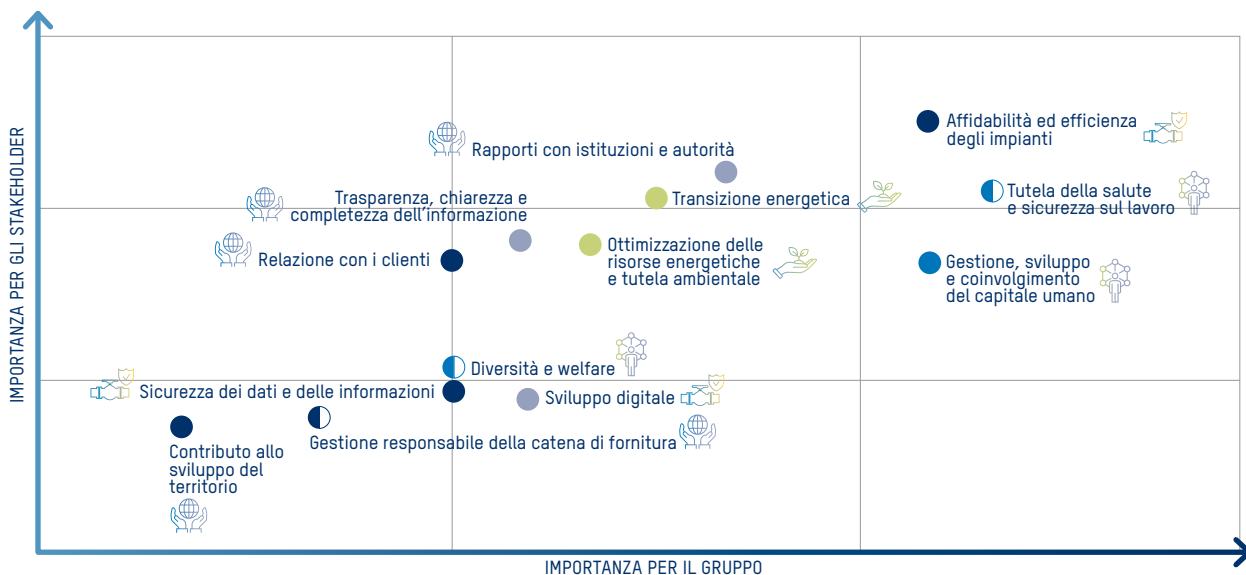 IMPORTANZA PER GLI STAKEHOLDER
Affidabilità ed efficienza
degli impianti
Rapporti con istituzioni e autorità
Tutela della salute
e sicurezza sul lavoro
Trasparenza, chiarezza e
completezza dell'informazione
Transizione energetica
Relazione con i clienti
Ottimizzazione delle
risorse energetiche
e tutela ambientale
Gestione, sviluppo
e coinvolgimento
del capitale umano
Diversità e welfare
Sicurezza dei dati e delle informazioni
Sviluppo digitale
Gestione responsabile della catena di fornitura
Contributo allo
sviluppo del
territorio
IMPORTANZA PER IL GRUPPO